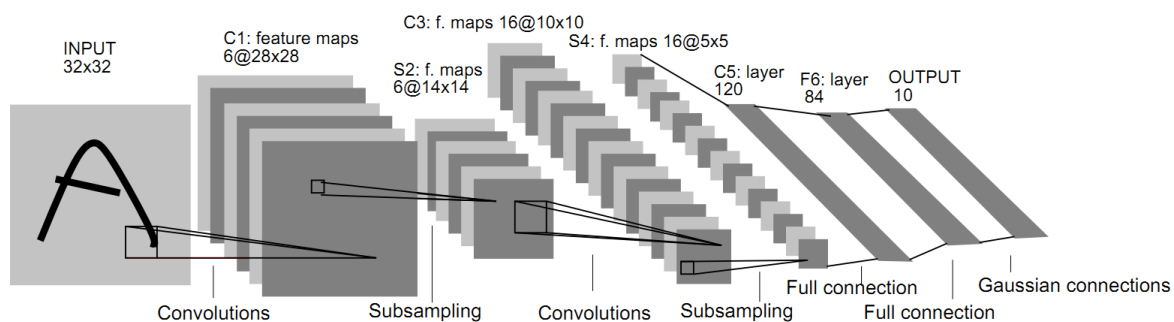 INPUT
32x32
C1: feature maps
6@28x28
S2: f. maps
6@14x14
C3: f. maps 16@10x10
S4: f. maps 16@5x5
C5: layer
120
F6: layer
84
OUTPUT
10
Convolutions
Subsampling
Convolutions
Subsampling
Full connection
Full connection
Gaussian connections
A